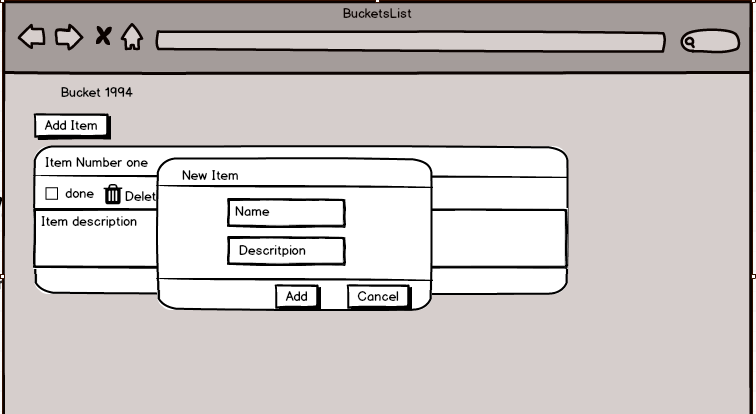 BucketsList
Bucket 1994
Add Item
Item Number one
New Item
done Delet
Name
Item description
Descritpion
Add Cancel